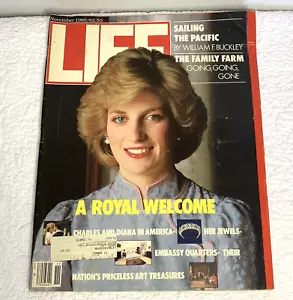 November 1985/$2.50
LIFE
SAILING
THE PACIFIC
BY WILLIAM F. BUCKLEY
THE FAMILY FARM
GOING, GOING,
GONE
A ROYAL WELCOME
CHARLES AND DIANA IN AMERICA-
HER JEWELS-
EMBASSY QUARTERS- THEIR
NATION'S PRICELESS ART TREASURES